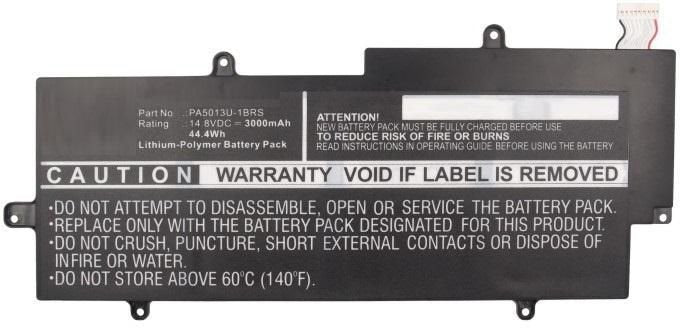 Part No : PA5013U-1BRS
Rating : 14.8VDC ⎓ 3000mAh
44.4Wh
Lithium-Polymer Battery Pack
ATTENTION!
NEW BATTERY PACK MUST BE FULLY CHARGED BEFORE USE
TO REDUCE RISK OF FIRE OR BURNS
READ INSTRUCTIONS IN OPERATING GUIDE BEFORE USING THE BATTERY
CAUTION WARRANTY VOID IF LABEL IS REMOVED
•DO NOT ATTEMPT TO DISASSEMBLE, OPEN OR SERVICE THE BATTERY PACK.
•REPLACE ONLY WITH THE BATTERY PACK DESIGNATED FOR THIS PRODUCT.
•DO NOT CRUSH, PUNCTURE, SHORT EXTERNAL CONTACTS OR DISPOSE OF
INFIRE OR WATER.
•DO NOT STORE ABOVE 60°C (140°F).